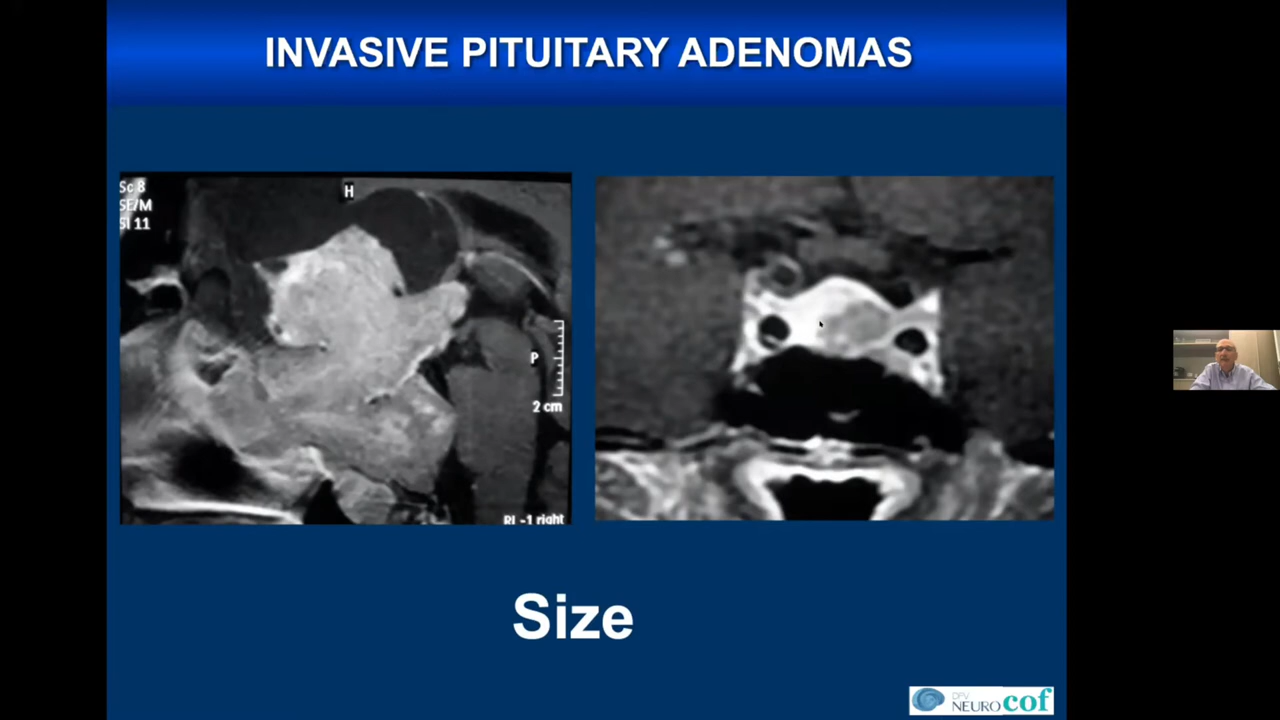 INVASIVE PITUITARY ADENOMAS
Sc 8
SE/M
Sl 11
H
P
2 cm
RL -1 right
Size
NEURO cof